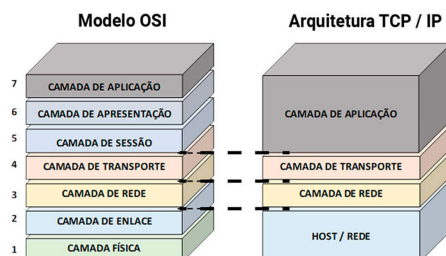 Modelo OSI
Arquitetura TCP / IP
7 CAMADA DE APLICAÇÃO
6 CAMADA DE APRESENTAÇÃO
5 CAMADA DE SESSÃO
4 CAMADA DE TRANSPORTE
3 CAMADA DE REDE
2 CAMADA DE ENLACE
1 CAMADA FÍSICA
CAMADA DE APLICAÇÃO
CAMADA DE TRANSPORTE
CAMADA DE REDE
HOST / REDE